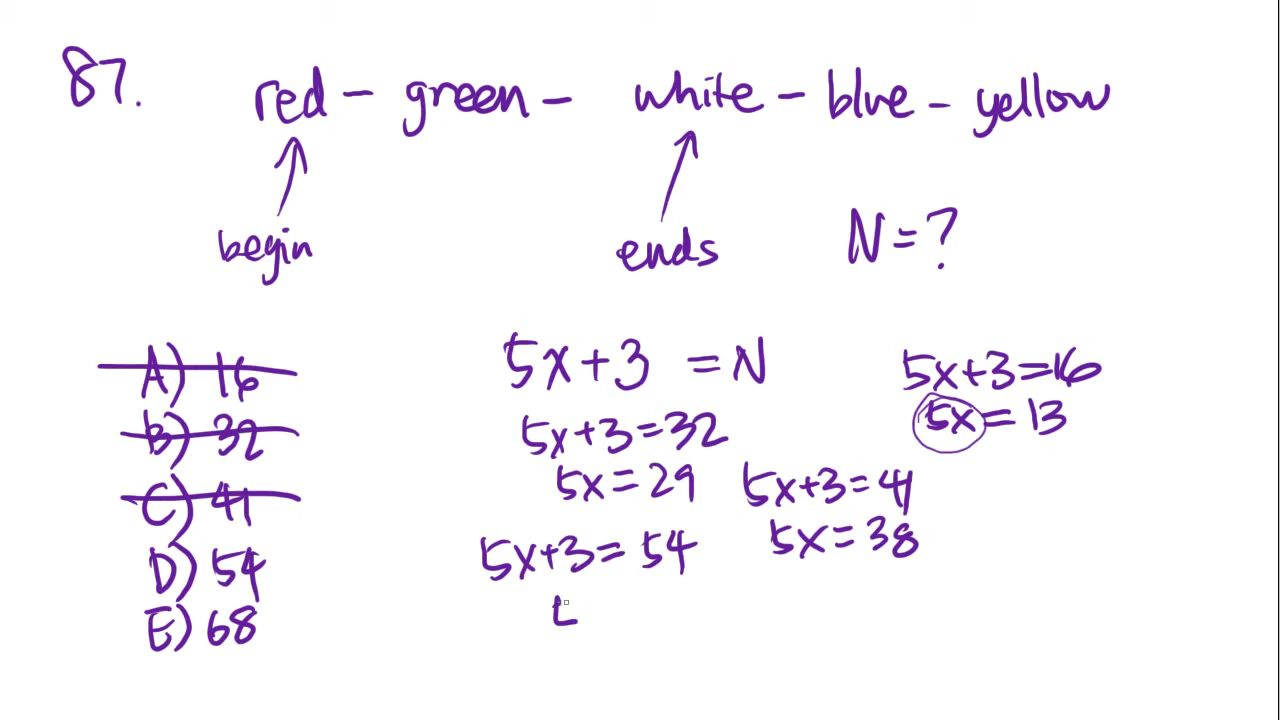 87.
red - green - white - blue - yellow
begin
ends
N = ?
A) 16
B) 32
C) 41
D) 54
E) 68
5x+3 = N
5x+3=32
5x=29
5x+3=54
5x+3=16
5x=13
5x+3=41
5x=38